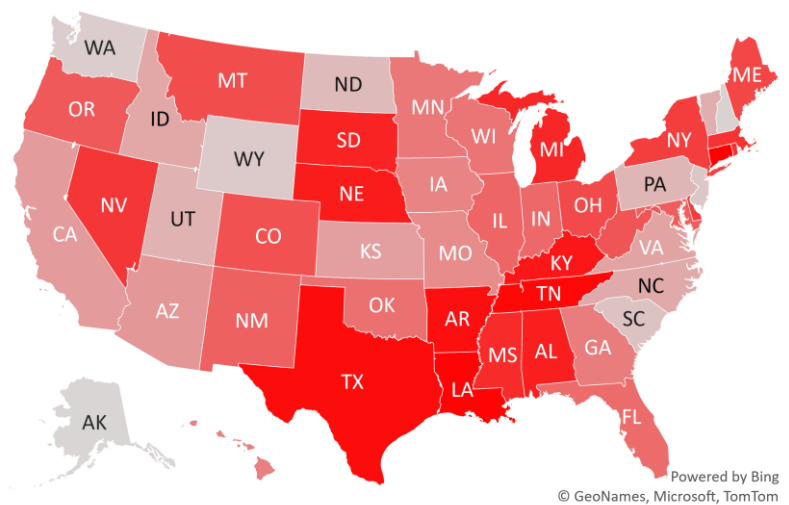 WA
MT
ND
ME
OR
ID
MN
WI
SD
MI
NY
WY
NE
IA
PA
NV
UT
CO
IL
IN
OH
CA
KS
MO
KY
VA
AZ
NM
OK
AR
TN
NC
SC
TX
LA
MS
AL
GA
FL
AK
Powered by Bing
© GeoNames, Microsoft, TomTom